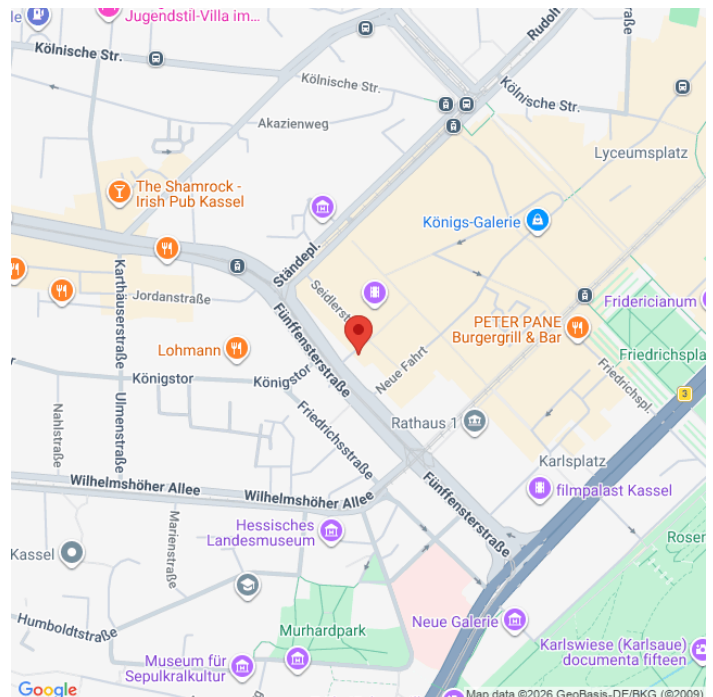 Jugendstil-Villa im...
Kölnische Str.
Rudolf
Kölnische Str.
Kölnische Str.
Akazienweg
Lyceumsplatz
The Shamrock -
Irish Pub Kassel
Königs-Galerie
Ständepl.
Seidlerst
Jordanstraße
Karthäuserstraße
Fridericianum
PETER PANE
Burgergrill & Bar
Lohmann
Fünffensterstraße
Neue Fahrt
Friedrichspla
Friedrichspl.
Königstor
Königstor
3
Nahlstraße
Ulmenstraße
Friedrichsstraße
Rathaus 1
Karlsplatz
Wilhelmshöher Allee
Wilhelmshöher Allee
Fünffensterstraße
filmpalast Kassel
Marienstraße
Hessisches
Landesmuseum
Rosen
Kassel
Humboldtstraße
Murhardpark
Neue Galerie
Museum für
Sepulkralkultur
Karlswiese (Karlsaue)
documenta fifteen
Google
Map data ©2026 GeoBasis-DE/BKG (©2009)